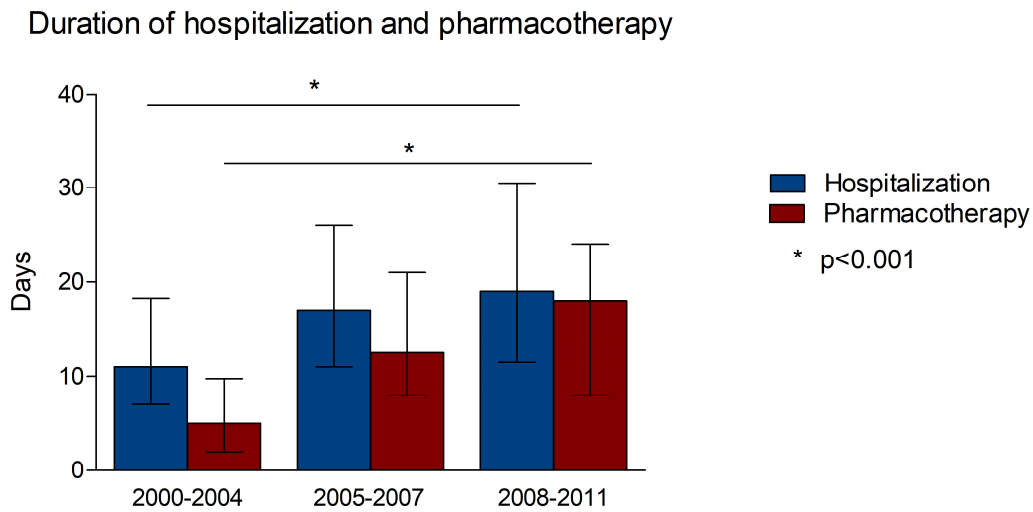 Duration of hospitalization and pharmacotherapy
40
30
20
10
0
Days
*
*
2000-2004
2005-2007
2008-2011
Hospitalization
Pharmacotherapy
* p<0.001